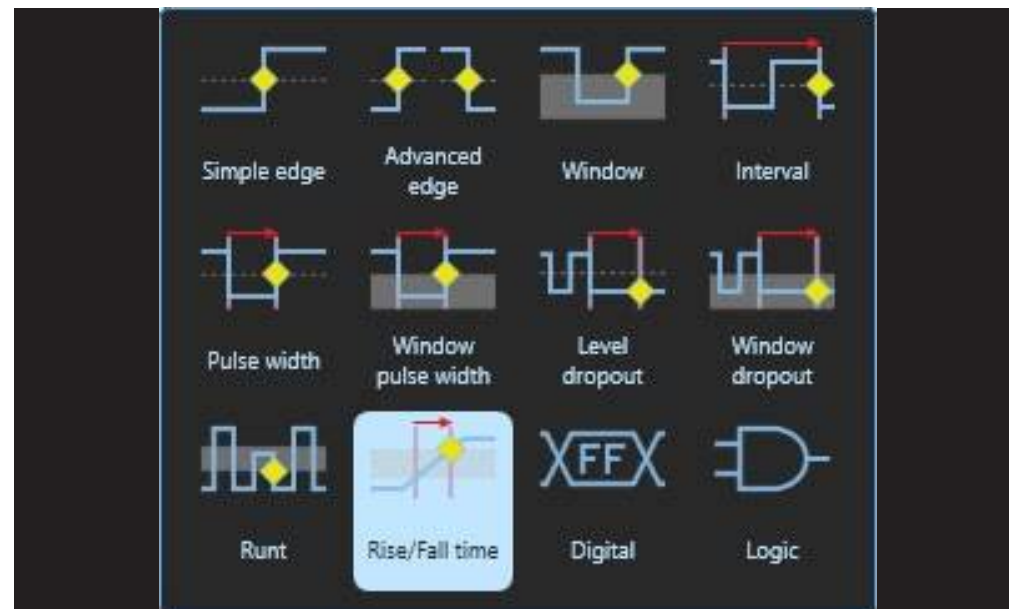 Simple edge
Advanced
edge
Window
Interval
Pulse width
Window
pulse width
Level
dropout
Window
dropout
FF
Runt
Rise/Fall time
Digital
Logic